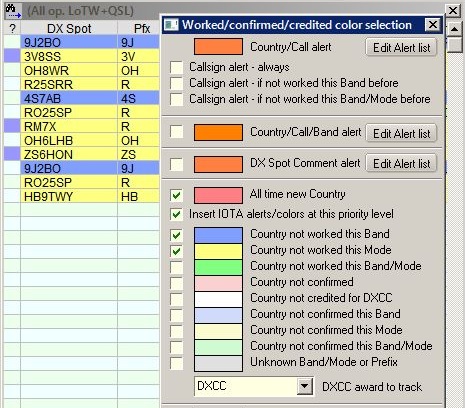 (All op. LoTW+QSL)
? DX Spot Pfx
9J2BO 9J
3V8SS 3V
OH8WR OH
R25SRR R
4S7AB 4S
RO25SP R
RM7X R
OH6LHB OH
ZS6HON ZS
9J2BO 9J
RO25SP R
HB9TWY HB
Worked/confirmed/credited color selection
Country/Call alert Edit Alert list
Callsign alert - always
Callsign alert - if not worked this Band before
Callsign alert - if not worked this Band/Mode before
Country/Call/Band alert Edit Alert list
DX Spot Comment alert Edit Alert list
All time new Country
Insert IOTA alerts/colors at this priority level
Country not worked this Band
Country not worked this Mode
Country not worked this Band/Mode
Country not confirmed
Country not credited for DXCC
Country not confirmed this Band
Country not confirmed this Mode
Country not confirmed this Band/Mode
Unknown Band/Mode or Prefix
DXCC DXCC award to track